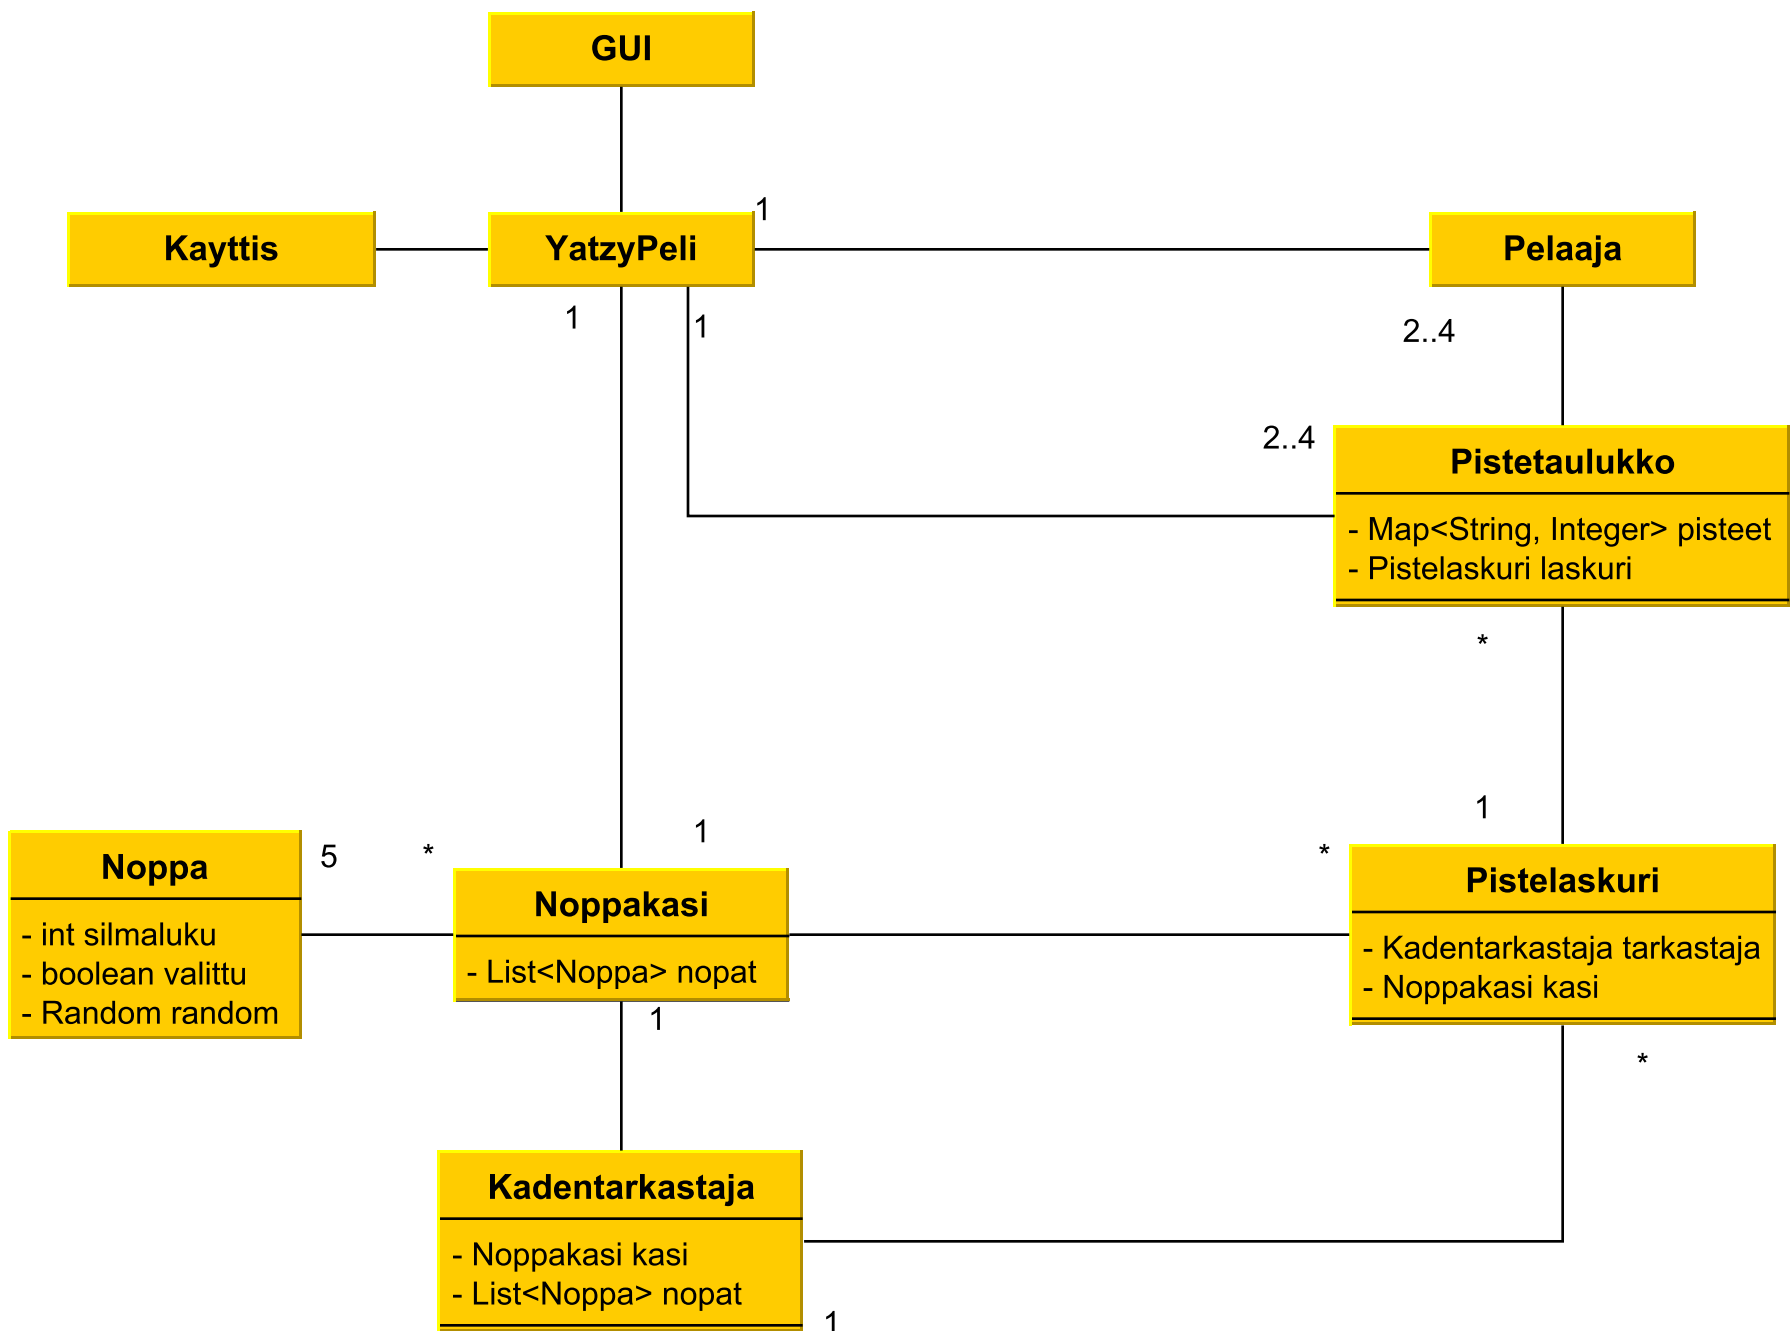 GUI
1
Kayttis
YatzyPeli
Pelaaja
1
1
2..4
2..4
Pistetaulukko
- Map<String, Integer> pisteet
- Pistelaskuri laskuri
*
1
1
5
*
*
Noppa
- int silmaluku
- boolean valittu
- Random random
Noppakasi
- List<Noppa> nopat
Pistelaskuri
- Kadentarkastaja tarkastaja
- Noppakasi kasi
1
*
Kadentarkastaja
- Noppakasi kasi
- List<Noppa> nopat
1